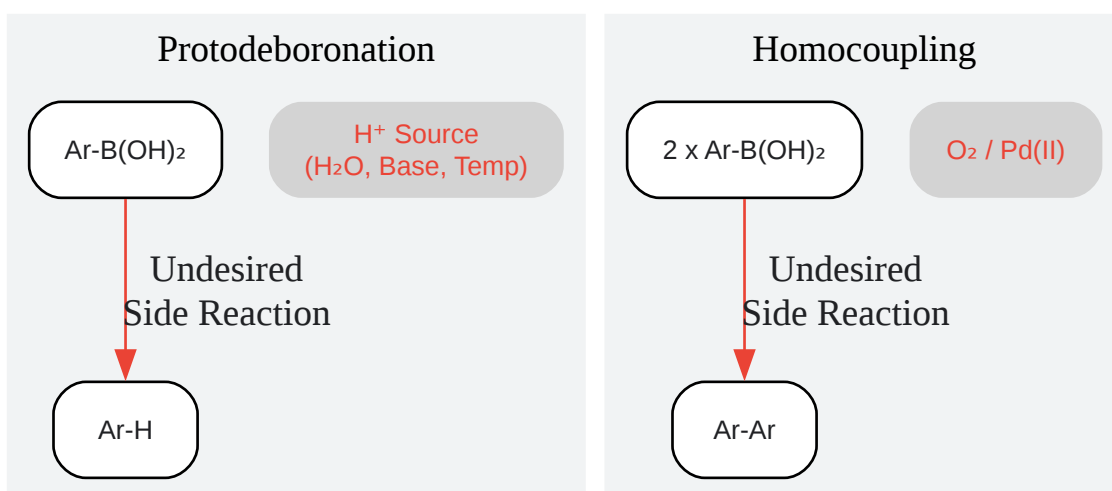 Protodeboronation
Ar-B(OH)₂
H⁺ Source
(H₂O, Base, Temp)
Undesired
Side Reaction
Ar-H
Homocoupling
2 x Ar-B(OH)₂
O₂ / Pd(II)
Undesired
Side Reaction
Ar-Ar